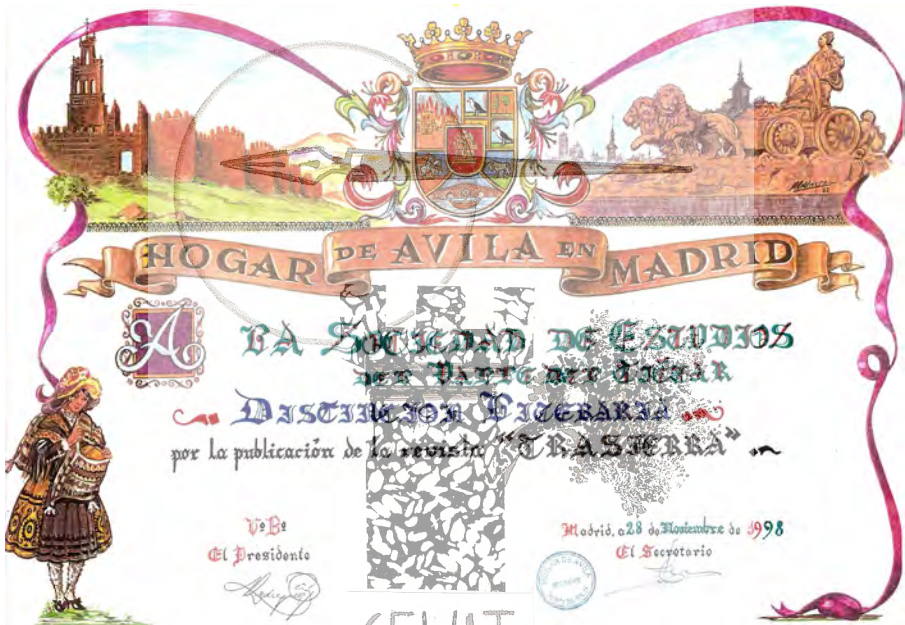 HOGAR DE AVILA EN MADRID
A LA SOCIEDAD DE ESTUDIOS
DEL VALLE DEL TIÉTAR
DISTINCIÓN LITERARIA
por la publicación de la revista "TRASIERRA"
Vº Bº
El Presidente
Madrid, a 28 de Noviembre de 1998
El Secretario